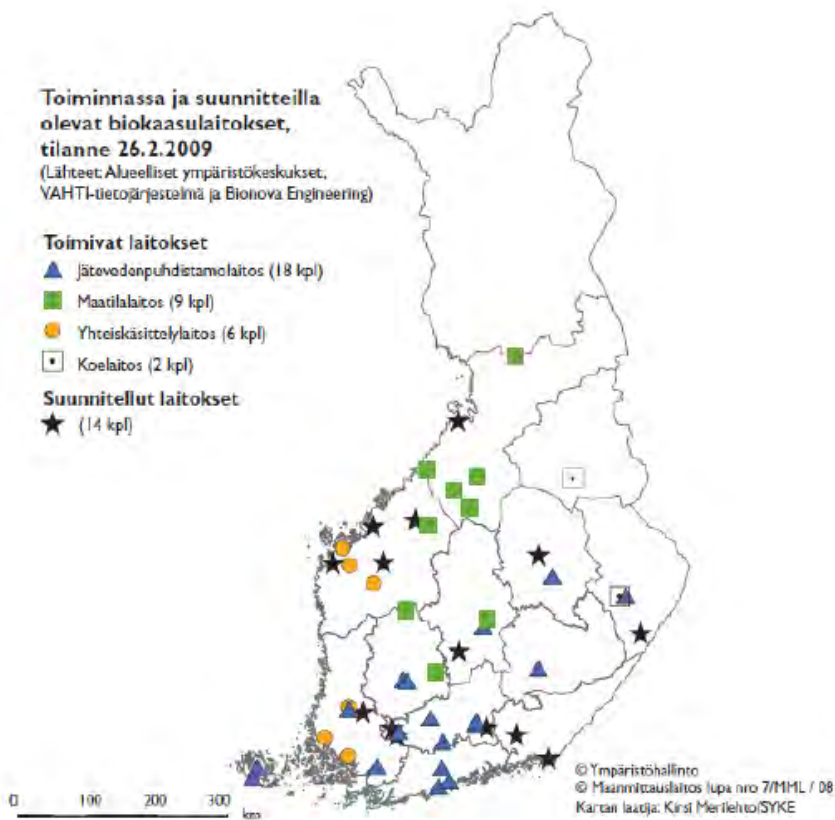 Toiminnassa ja suunnitteilla
olevat biokaasulaitokset,
tilanne 26.2.2009
(Lähteet: Alueelliset ympäristökeskukset,
VAHTI-tietojärjestelmä ja Bionova Engineering)
Toimivat laitokset
Jätevedenpuhdistamolaitos (18 kpl)
Maatilalaitos (9 kpl)
Yhteiskäsittelylaitos (6 kpl)
Koelaitos (2 kpl)
Suunnitellut laitokset
(14 kpl)
0 100 200 300
km
© Ympäristöhallinto
© Maanmittauslaitos lupa nro 7/MML / 08
Kartan laatija: Kirsi Merilehto/SYKE